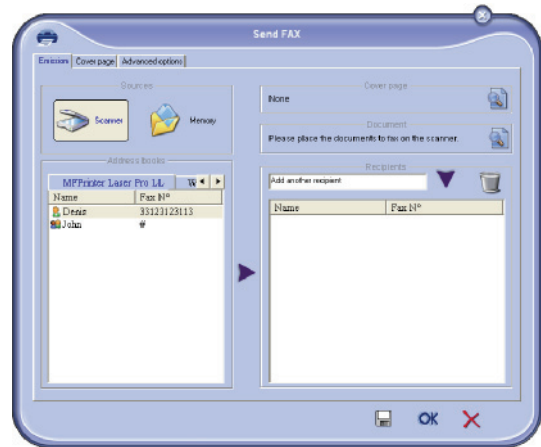 Send FAX
Emission Cover page Advanced options
Sources
Scanner
Memory
Address books
MFPrinter Laser Pro LL W
Name Fax N°
Denis 33123123113
John #
Cover page
None
Document
Please place the documents to fax on the scanner.
Recipients
Add another recipient
Name Fax N°
OK